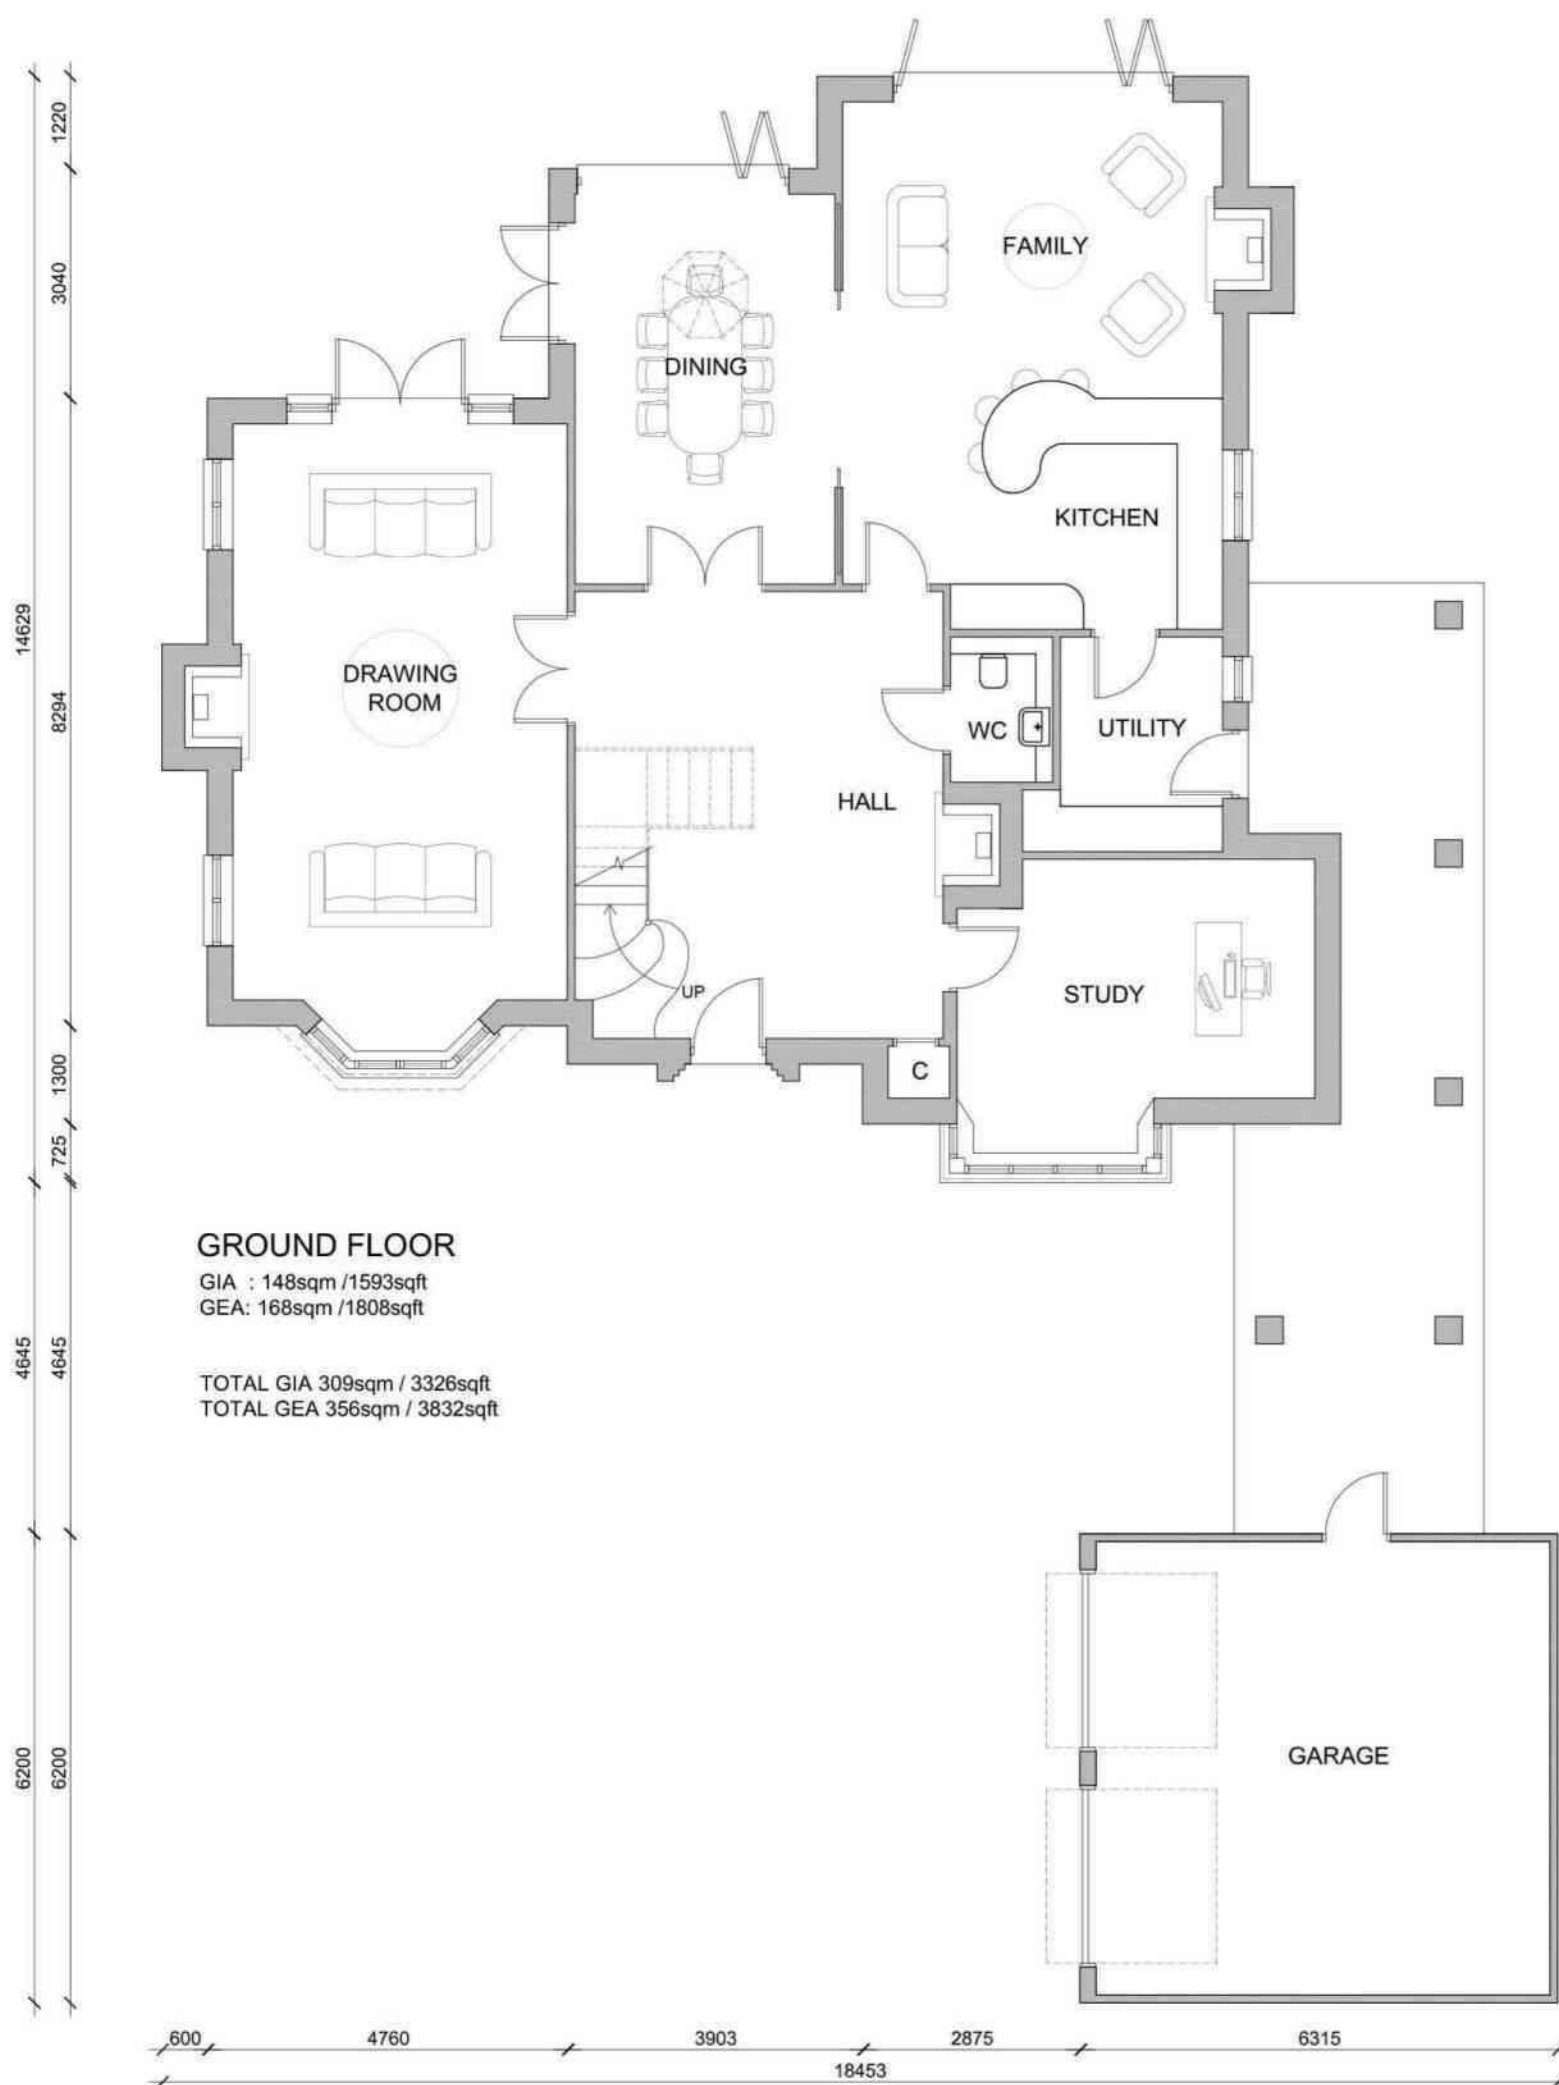 1220
3040
14629
8294
1300
725
4645
4645
6200
6200
FAMILY
DINING
KITCHEN
DRAWING
ROOM
WC
UTILITY
HALL
UP
STUDY
C
GROUND FLOOR
GIA : 148sqm /1593sqft
GEA: 168sqm /1808sqft
TOTAL GIA 309sqm / 3326sqft
TOTAL GEA 356sqm / 3832sqft
GARAGE
600
4760
3903
2875
6315
18453